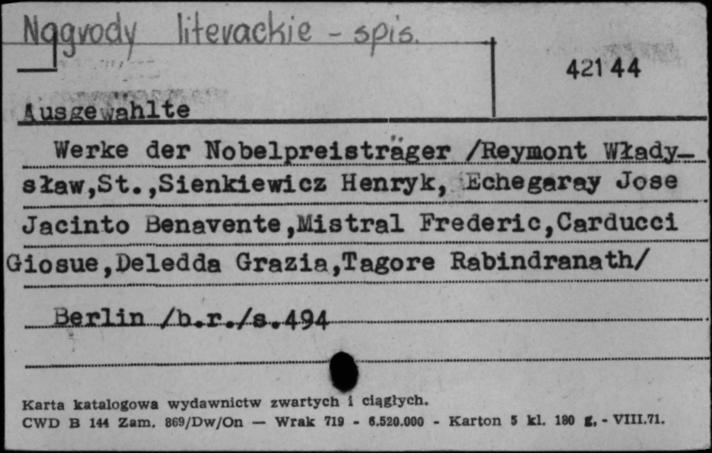 Nagrody literackie - spis.
42144
Ausgewahlte
Werke der Nobelpreisträger /Reymont Włady-
sław,St.,Sienkiewicz Henryk, Echegaray Jose
Jacinto Benavente,Mistral Frederic,Carducci
Giosue,Deledda Grazia,Tagore Rabindranath/
Berlin /b.r./s.494
Karta katalogowa wydawnictw zwartych i ciągłych.
CWD B 144 Zam. 869/Dw/On — Wrak 719 - 6.520.000 - Karton 5 kl. 180 g. - VIII.71.